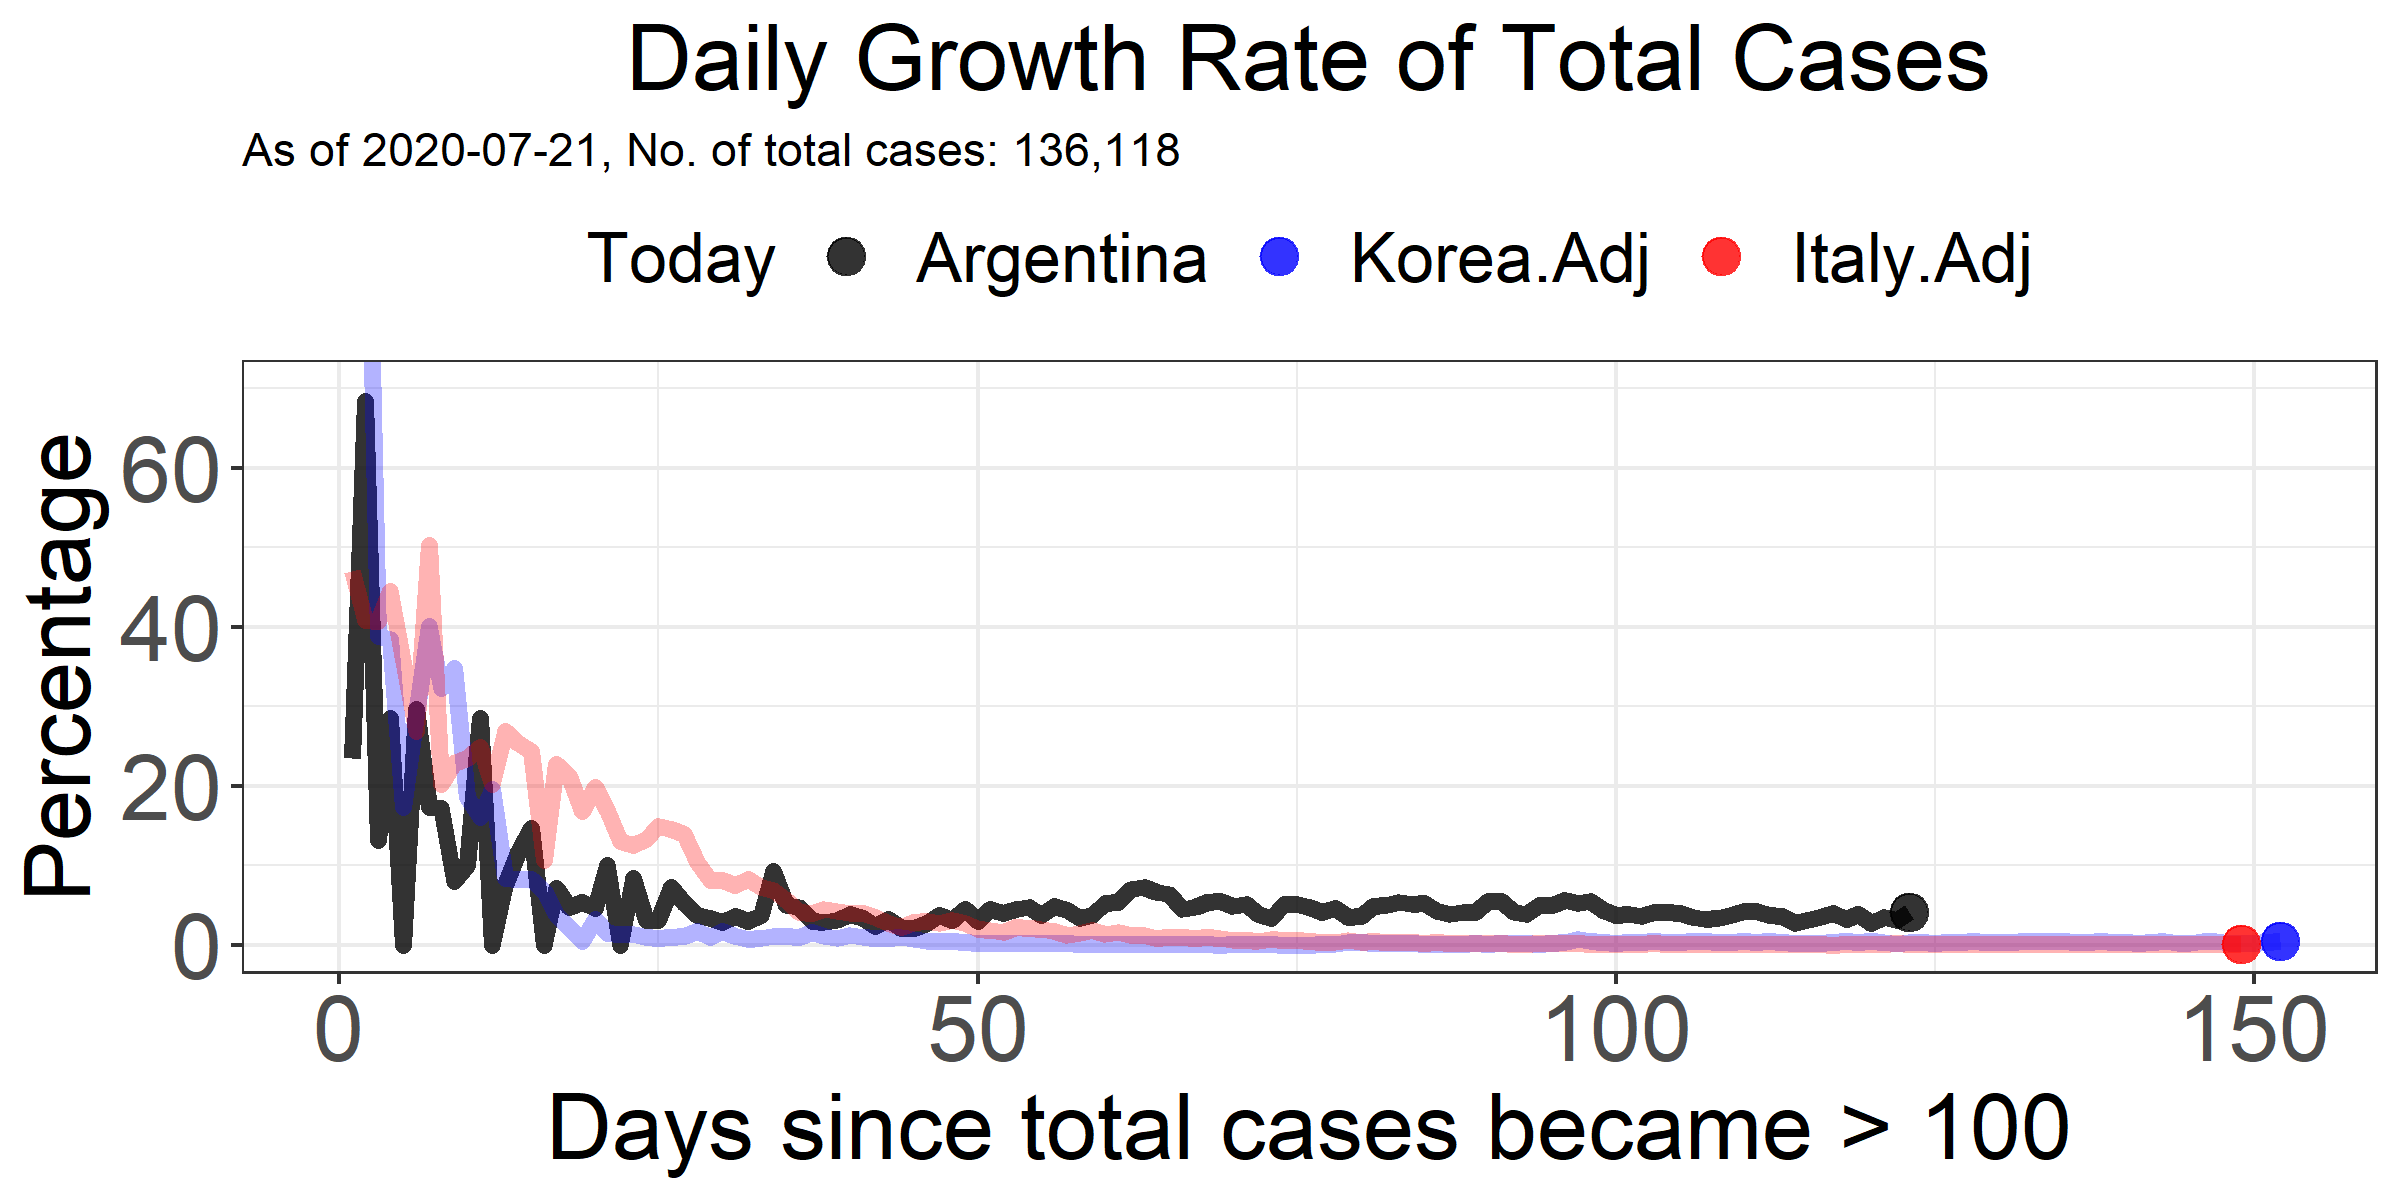 Daily Growth Rate of Total Cases
As of 2020-07-21, No. of total cases: 136,118
Today Argentina Korea.Adj Italy.Adj
Percentage
60
40
20
0
0 50 100 150
Days since total cases became > 100